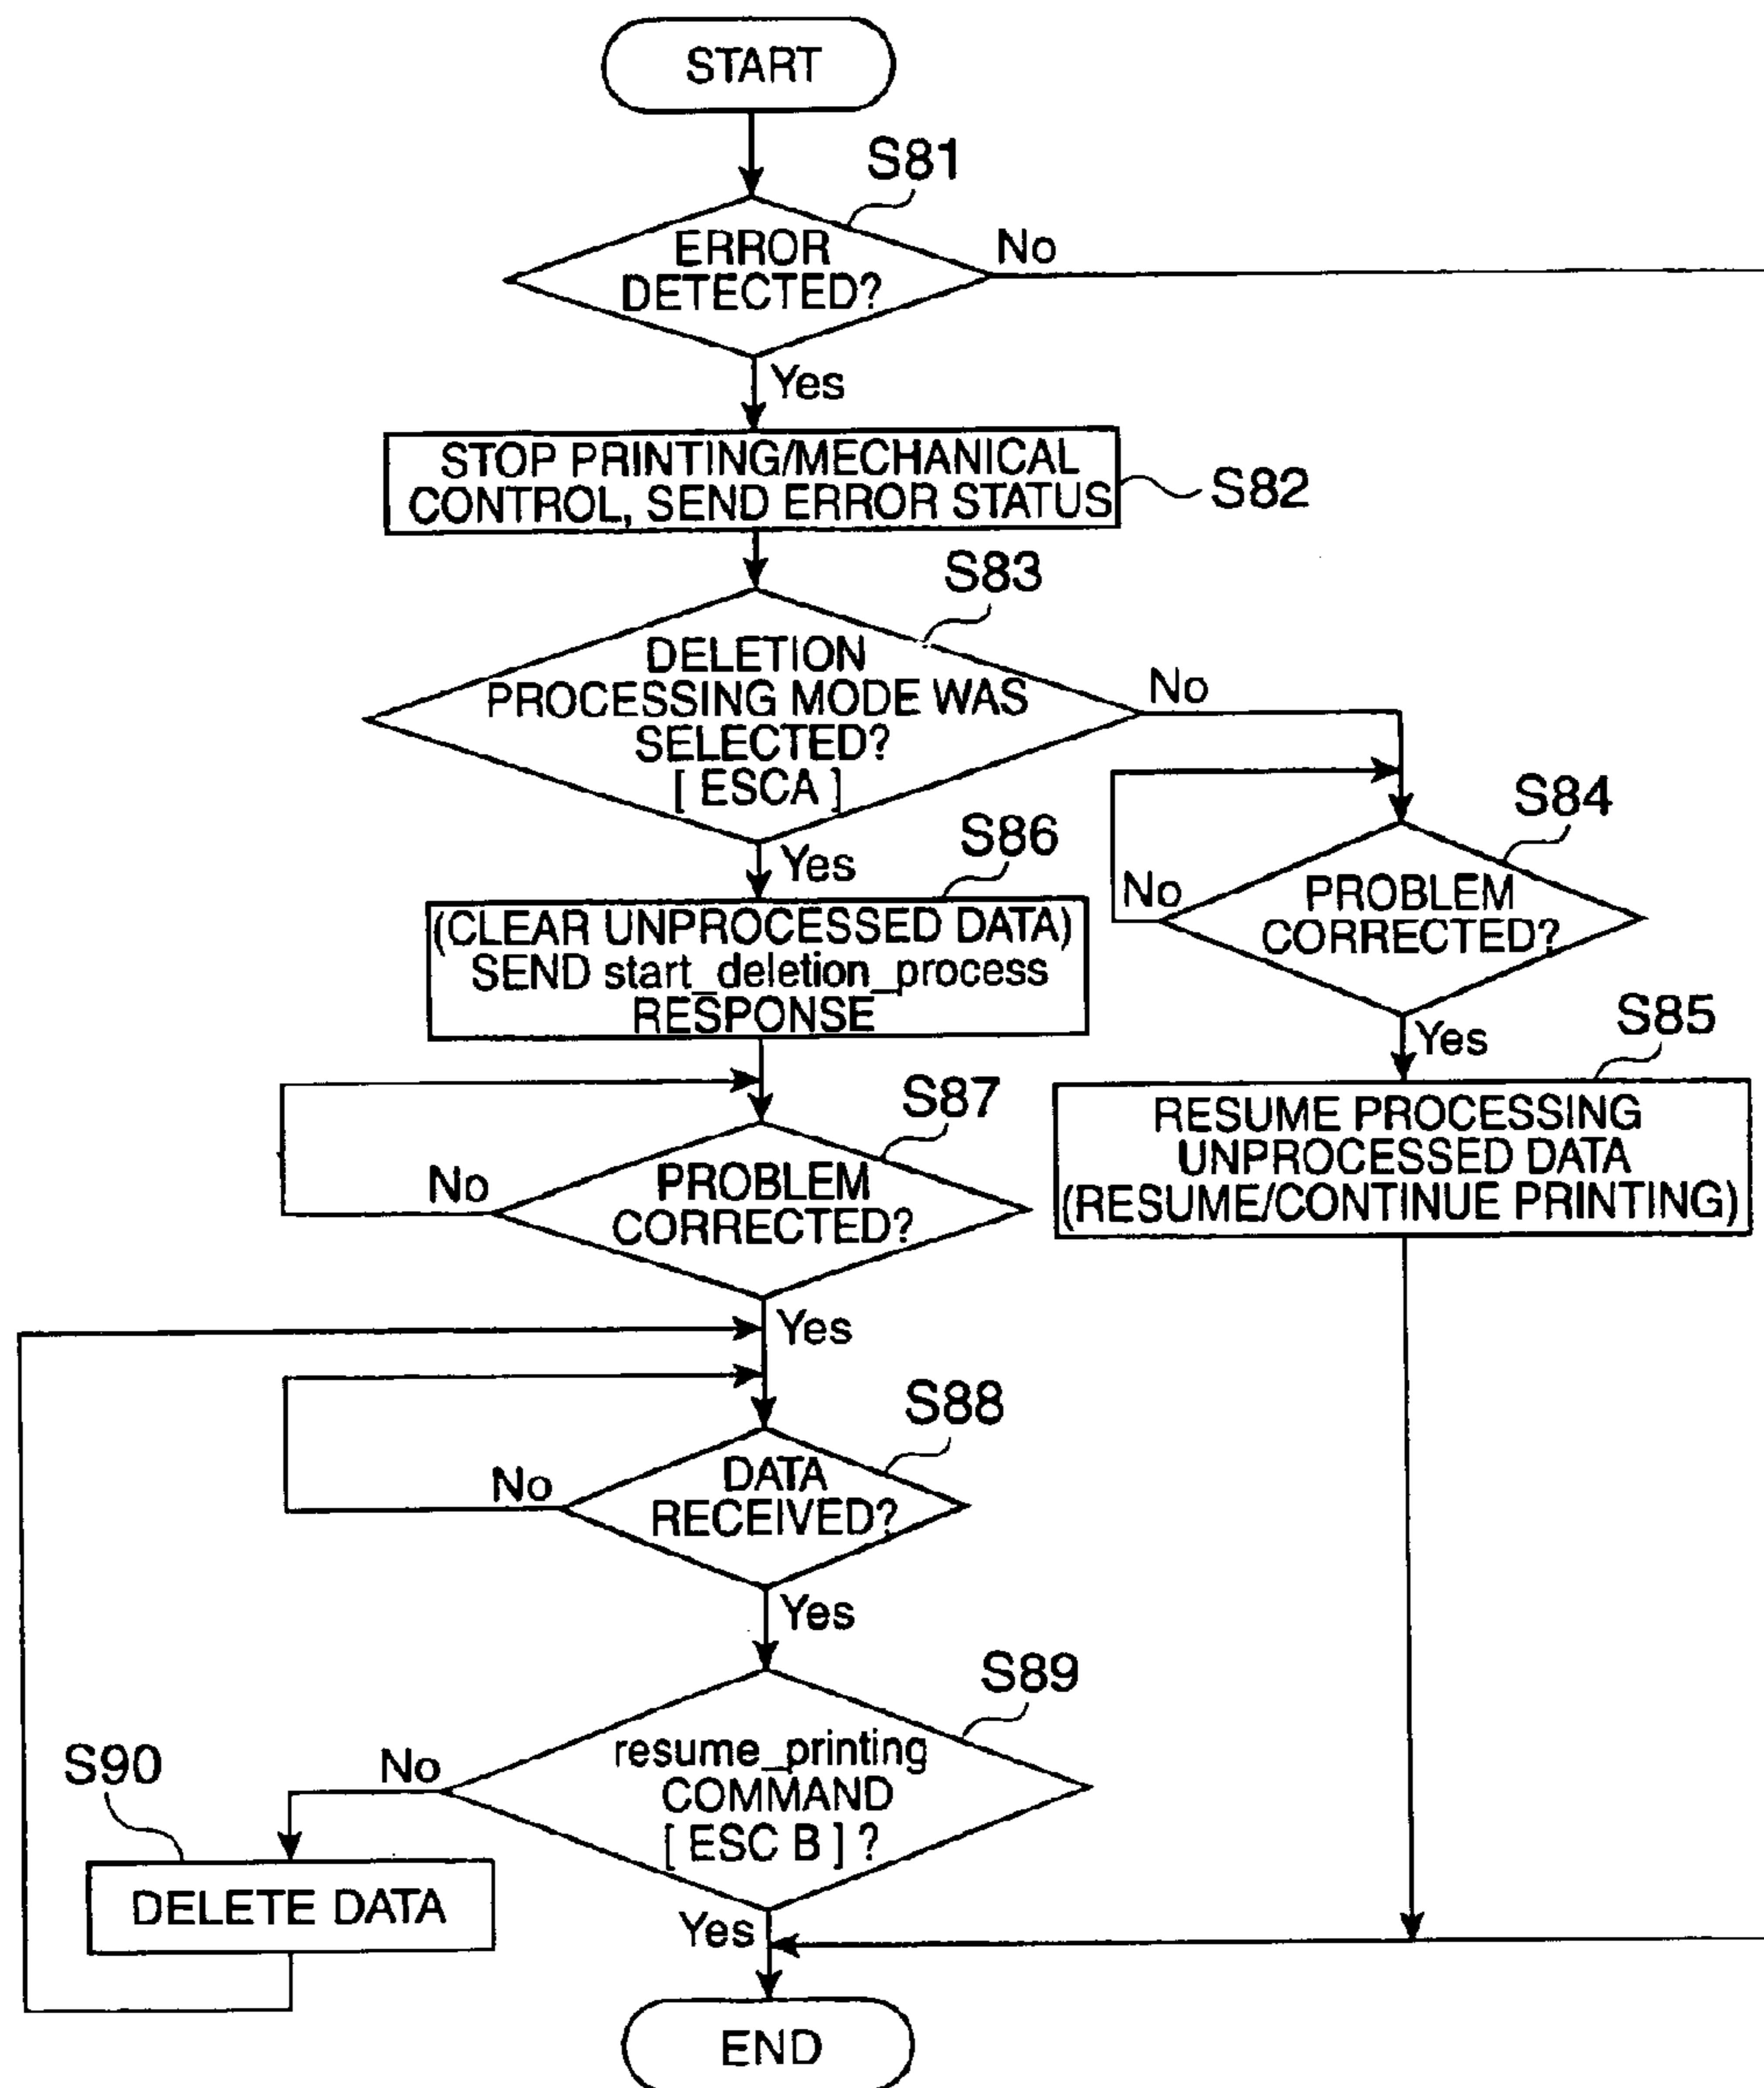 START
S81
ERROR
DETECTED?
No
Yes
STOP PRINTING/MECHANICAL
CONTROL, SEND ERROR STATUS
S82
S83
DELETION
PROCESSING MODE WAS
SELECTED?
[ ESCA ]
No
Yes
S84
PROBLEM
CORRECTED?
No
Yes
S85
RESUME PROCESSING
UNPROCESSED DATA
(RESUME/CONTINUE PRINTING)
S86
(CLEAR UNPROCESSED DATA)
SEND start_deletion_process
RESPONSE
S87
PROBLEM
CORRECTED?
No
Yes
S88
DATA
RECEIVED?
No
Yes
S89
resume_printing
COMMAND
[ ESC B ] ?
No
S90
DELETE DATA
Yes
END